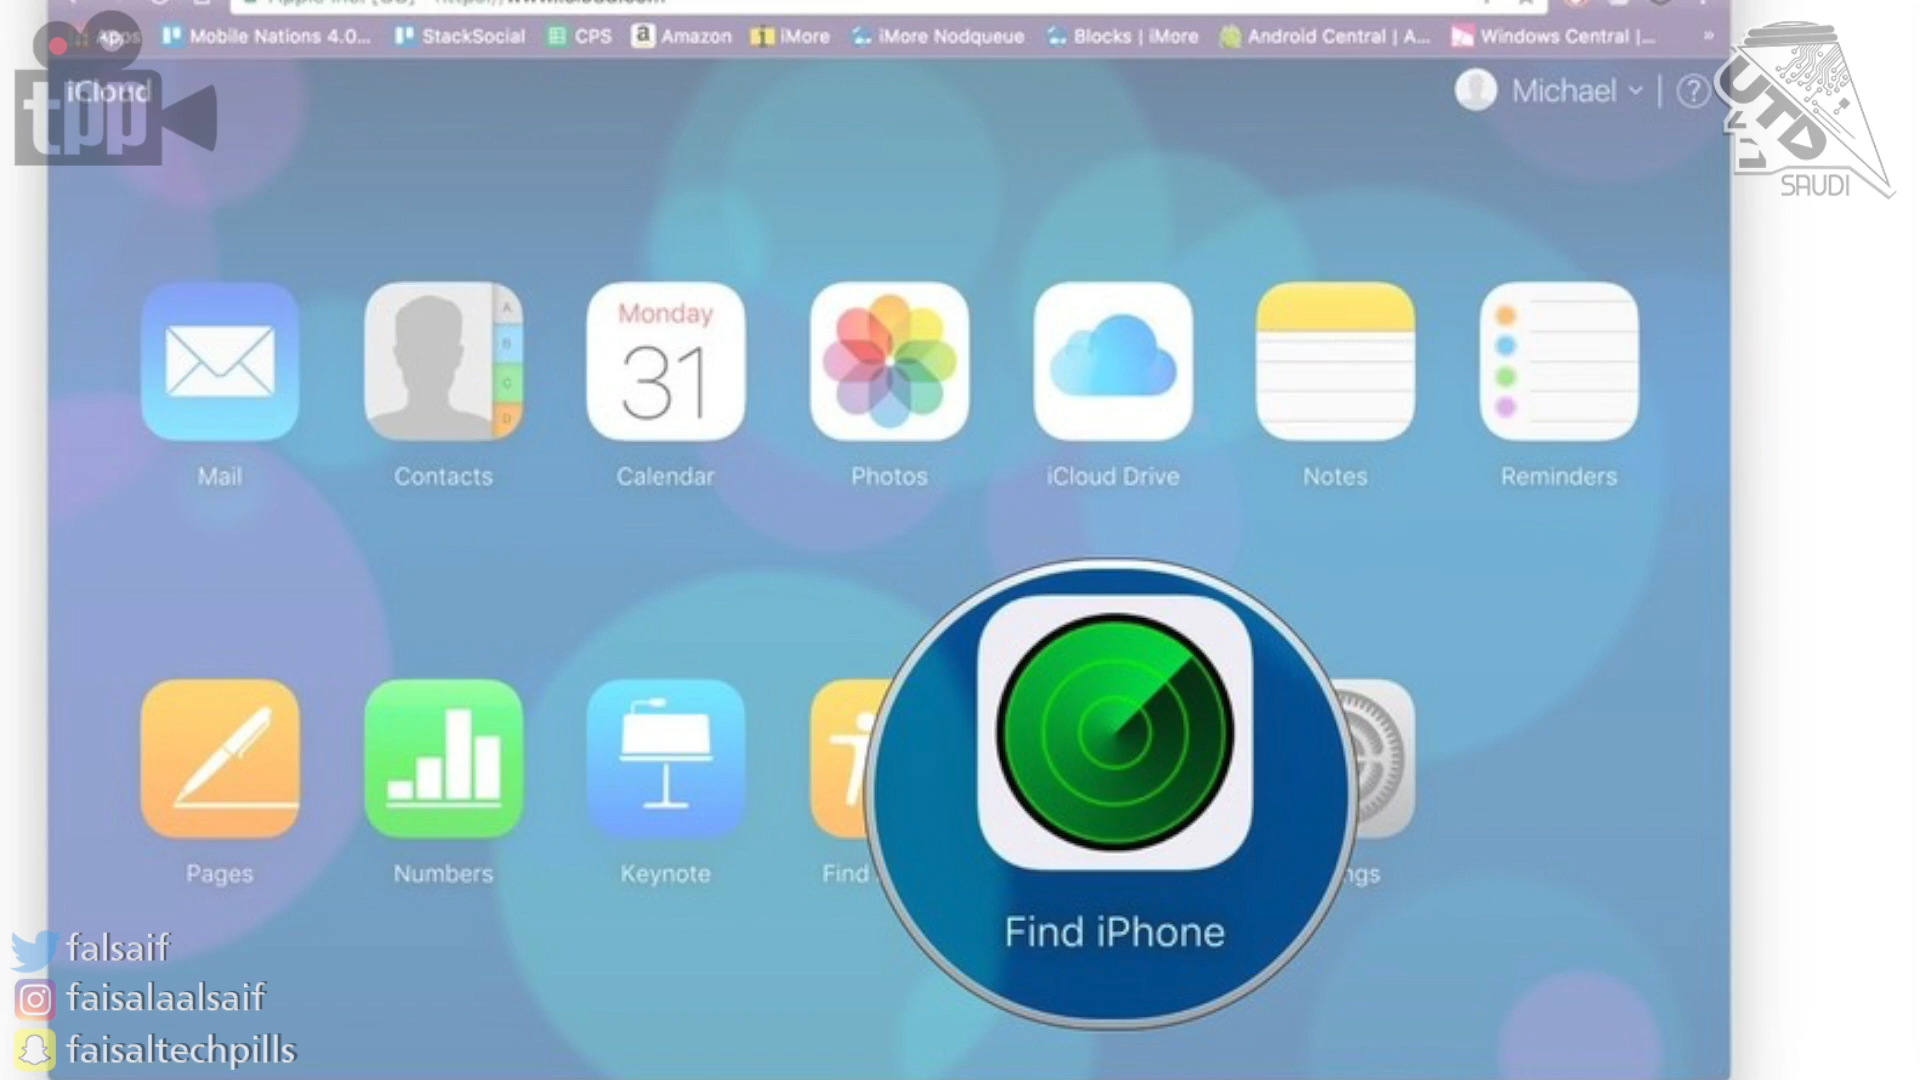 Apps Mobile Nations 4.0... StackSocial CPS Amazon iMore iMore Nodqueue Blocks | iMore Android Central | A... Windows Central |... »
iCloud
Michael
?
tpp
UTD
SAUDI
Monday
31
A
B
C
D
Mail Contacts Calendar Photos iCloud Drive Notes Reminders
Pages Numbers Keynote Find
Find iPhone
falsaif
faisalaalsaif
faisaltechpills